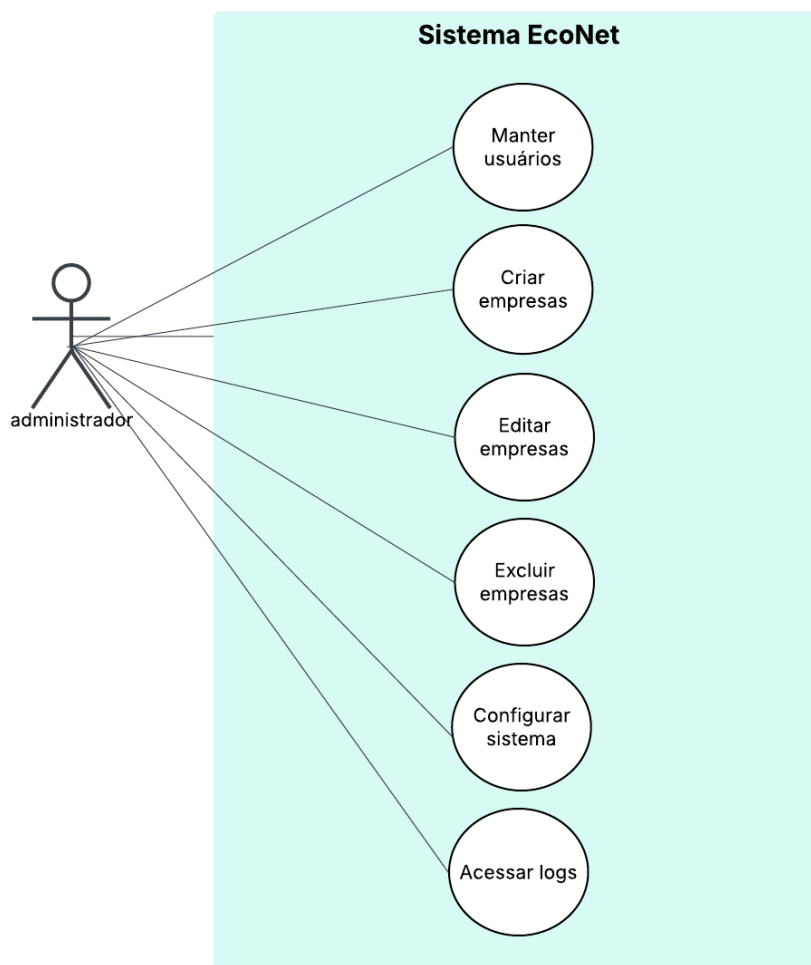 Sistema EcoNet
Manter
usuários
Criar
empresas
administrador
Editar
empresas
Excluir
empresas
Configurar
sistema
Acessar logs